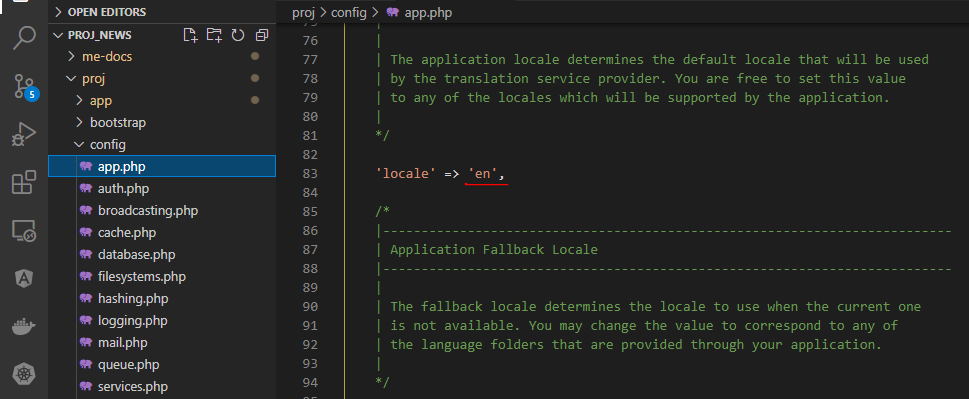 OPEN EDITORS
PROJ_NEWS
me-docs
proj
app
bootstrap
config
app.php
auth.php
broadcasting.php
cache.php
database.php
filesystems.php
hashing.php
logging.php
mail.php
queue.php
services.php
5
proj > config > app.php
76 |
77 | The application locale determines the default locale that will be used
78 | by the translation service provider. You are free to set this value
79 | to any of the locales which will be supported by the application.
80 |
81 */
82
83 'locale' => 'en',
84
85 /*
86 |--------------------------------------------------------------------------
87 | Application Fallback Locale
88 |--------------------------------------------------------------------------
89 |
90 | The fallback locale determines the locale to use when the current one
91 | is not available. You may change the value to correspond to any of
92 | the language folders that are provided through your application.
93 |
94 */